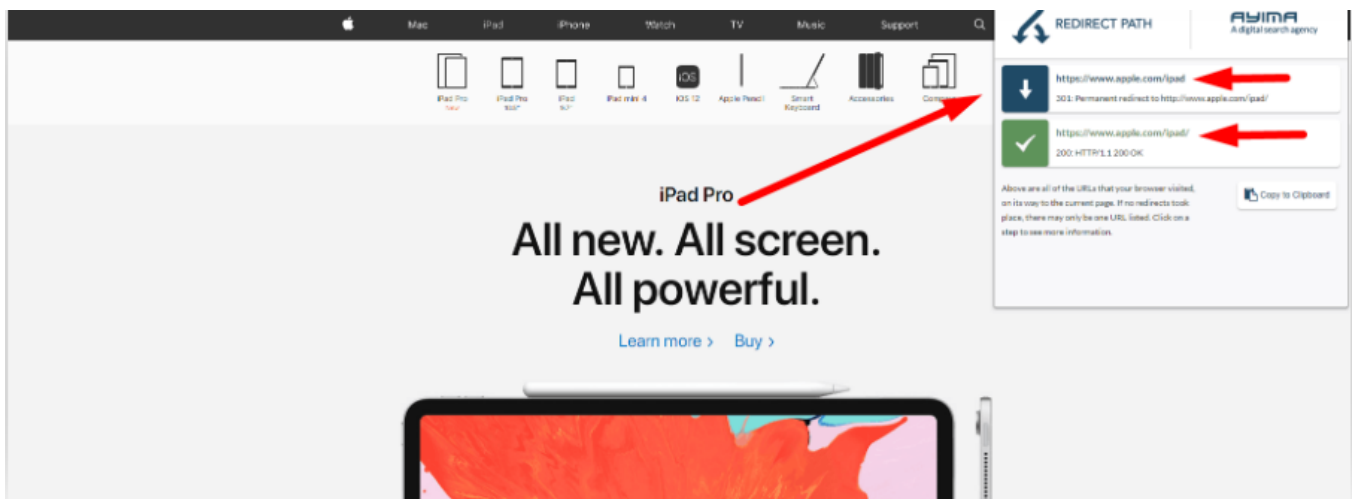 Mac iPad iPhone Watch TV Music Support
iPad Pro iPad Pro iPad iPad mini 4 iOS 12 Apple Pencil Smart Keyboard Accessories Compare
iOS
iPad Pro
All new. All screen.
All powerful.
Learn more > Buy >
REDIRECT PATH
AYIMA
A digital search agency
https://www.apple.com/ipad
301: Permanent redirect to http://www.apple.com/ipad/
https://www.apple.com/ipad/
200: HTTP/1.1 200 OK
Above are all of the URLs that your browser visited,
on its way to the current page. If no redirects took
place, there may only be one URL listed. Click on a
step to see more information.
Copy to Clipboard